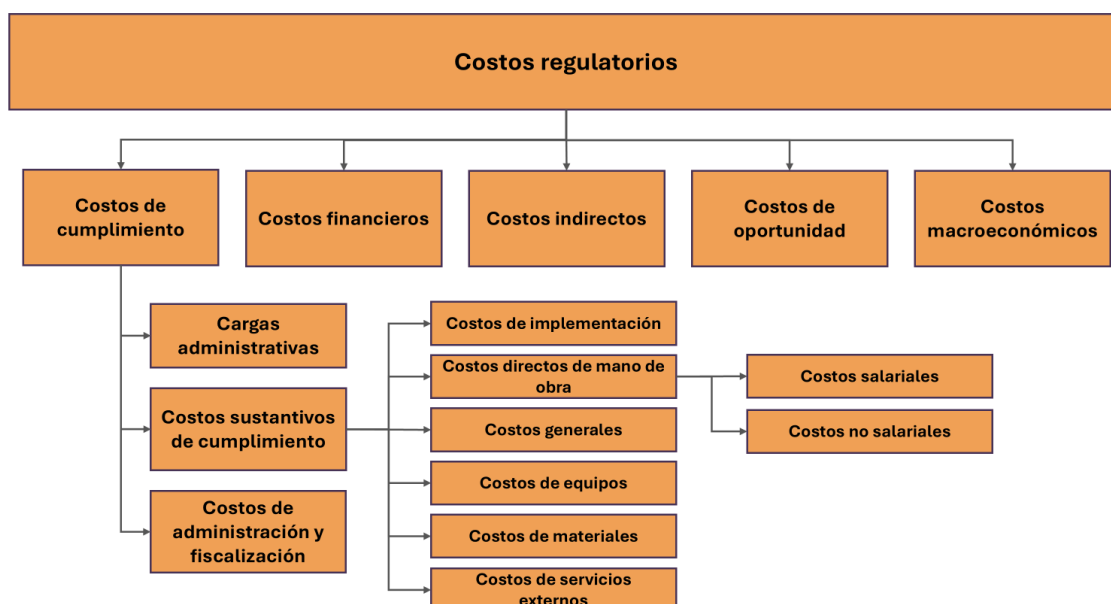 Costos regulatorios
Costos de
cumplimiento
Costos financieros
Costos indirectos
Costos de
oportunidad
Costos
macroeconómicos
Cargas
administrativas
Costos sustantivos
de cumplimiento
Costos de
administración y
fiscalización
Costos de implementación
Costos directos de mano de
obra
Costos generales
Costos de equipos
Costos de materiales
Costos de servicios
externos
Costos salariales
Costos no salariales